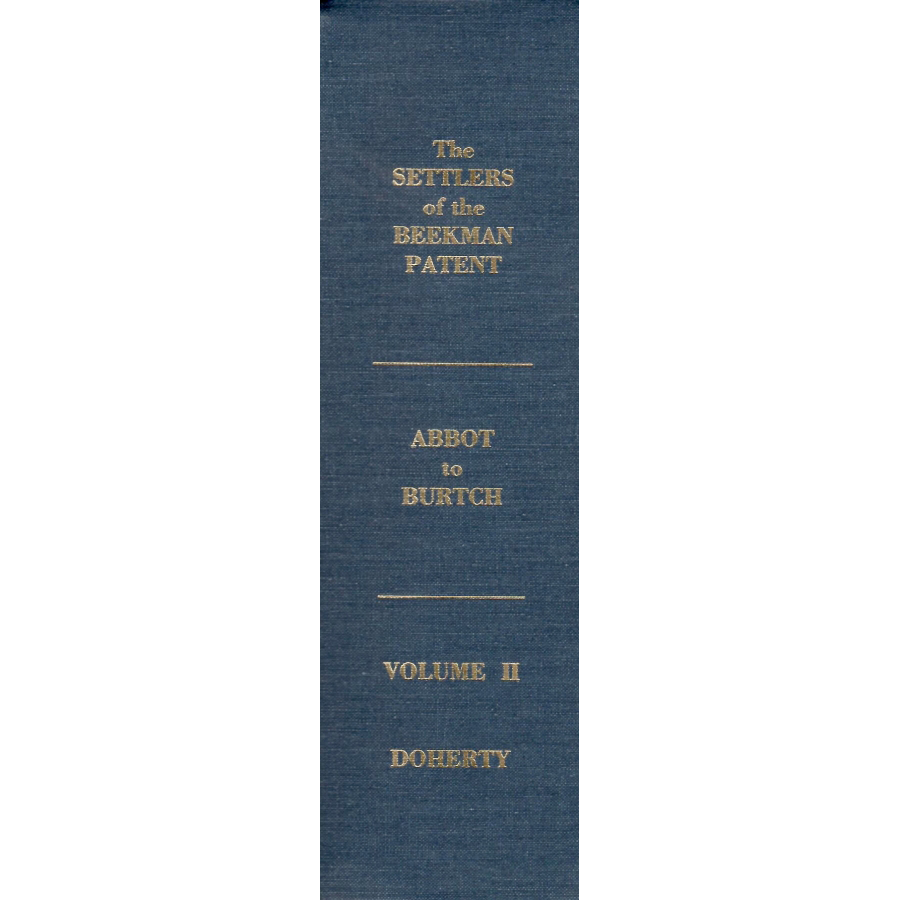 The
SETTLERS
of the
BEEKMAN
PATENT
ABBOT
to
BURTCH
VOLUME II
DOHERTY